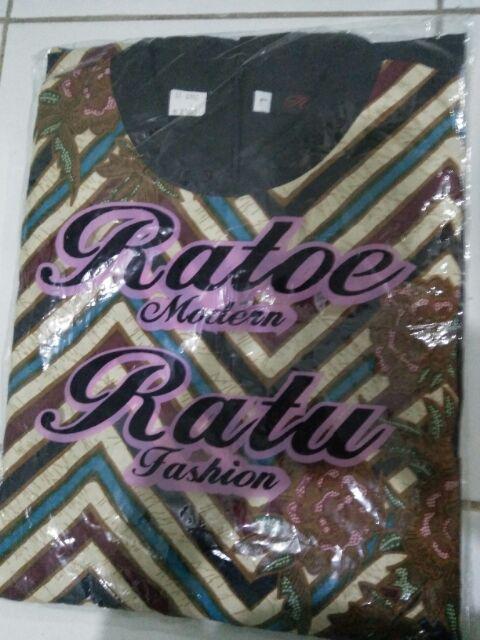 Ratoe
Modern
Ratu
Fashion